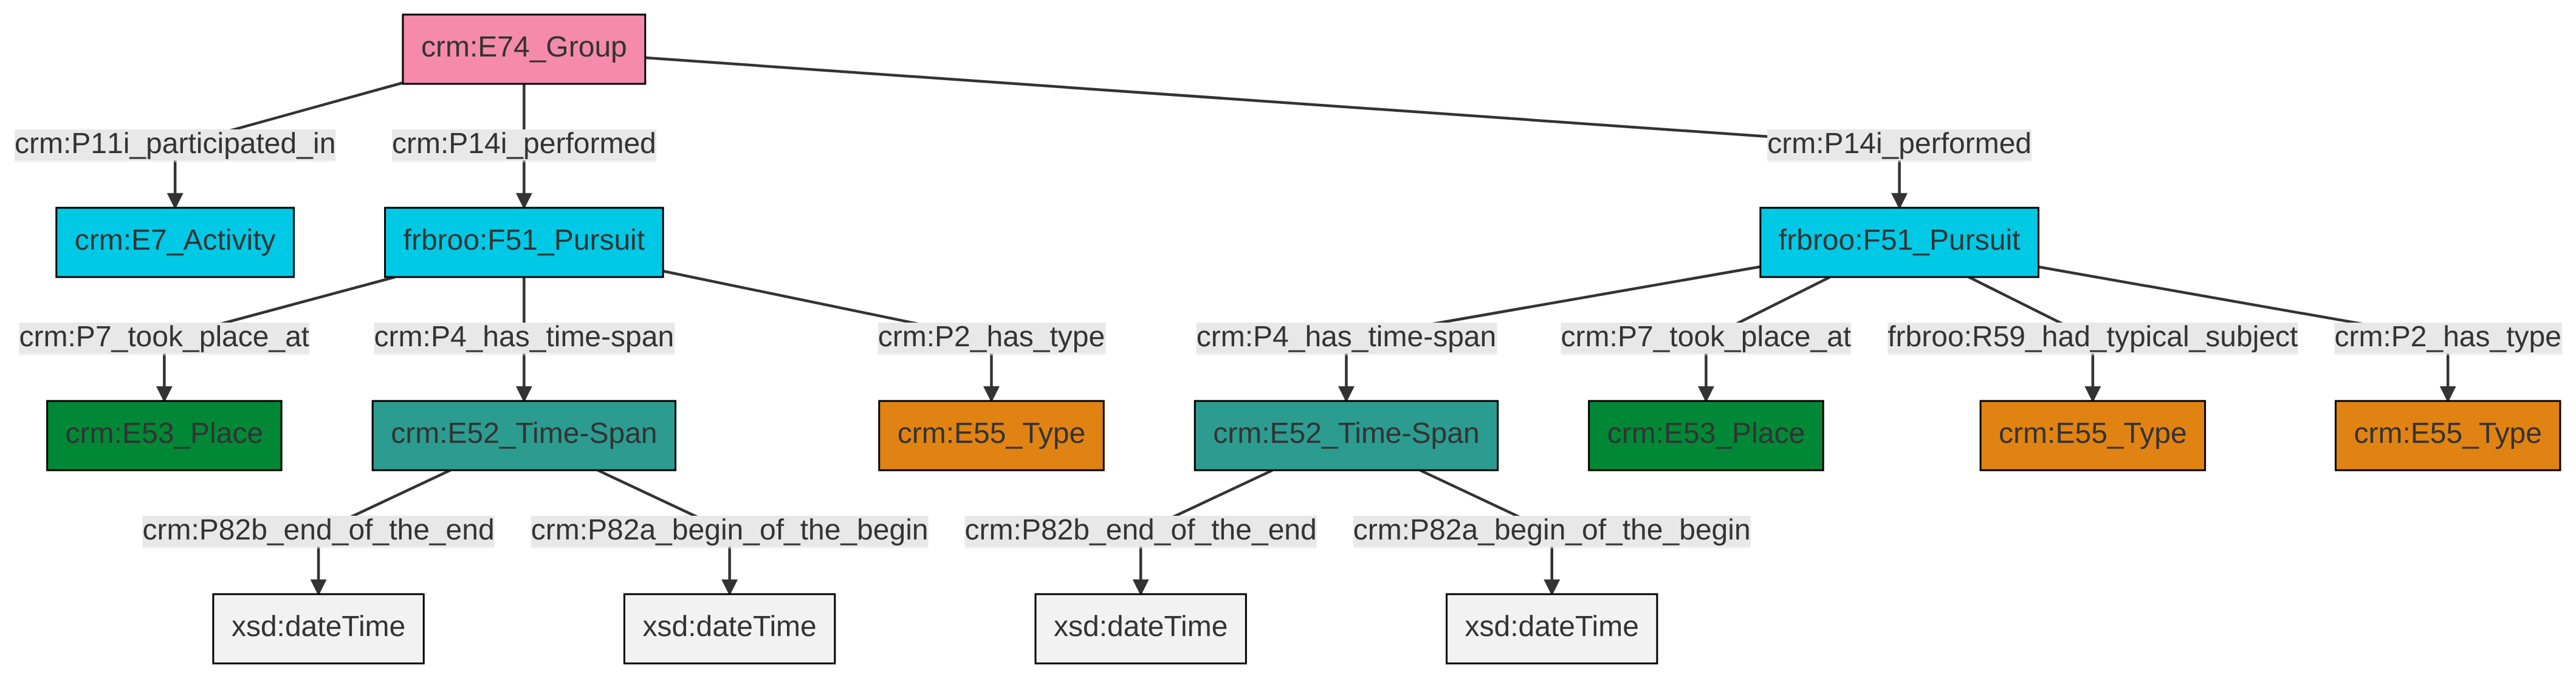 crm:E74_Group
crm:P11i_participated_in
crm:P14i_performed
crm:P14i_performed
crm:E7_Activity
frbroo:F51_Pursuit
frbroo:F51_Pursuit
crm:P7_took_place_at
crm:P4_has_time-span
crm:P2_has_type
crm:P4_has_time-span
crm:P7_took_place_at
frbroo:R59_had_typical_subject
crm:P2_has_type
crm:E53_Place
crm:E52_Time-Span
crm:E55_Type
crm:E52_Time-Span
crm:E53_Place
crm:E55_Type
crm:E55_Type
crm:P82b_end_of_the_end
crm:P82a_begin_of_the_begin
crm:P82b_end_of_the_end
crm:P82a_begin_of_the_begin
xsd:dateTime
xsd:dateTime
xsd:dateTime
xsd:dateTime